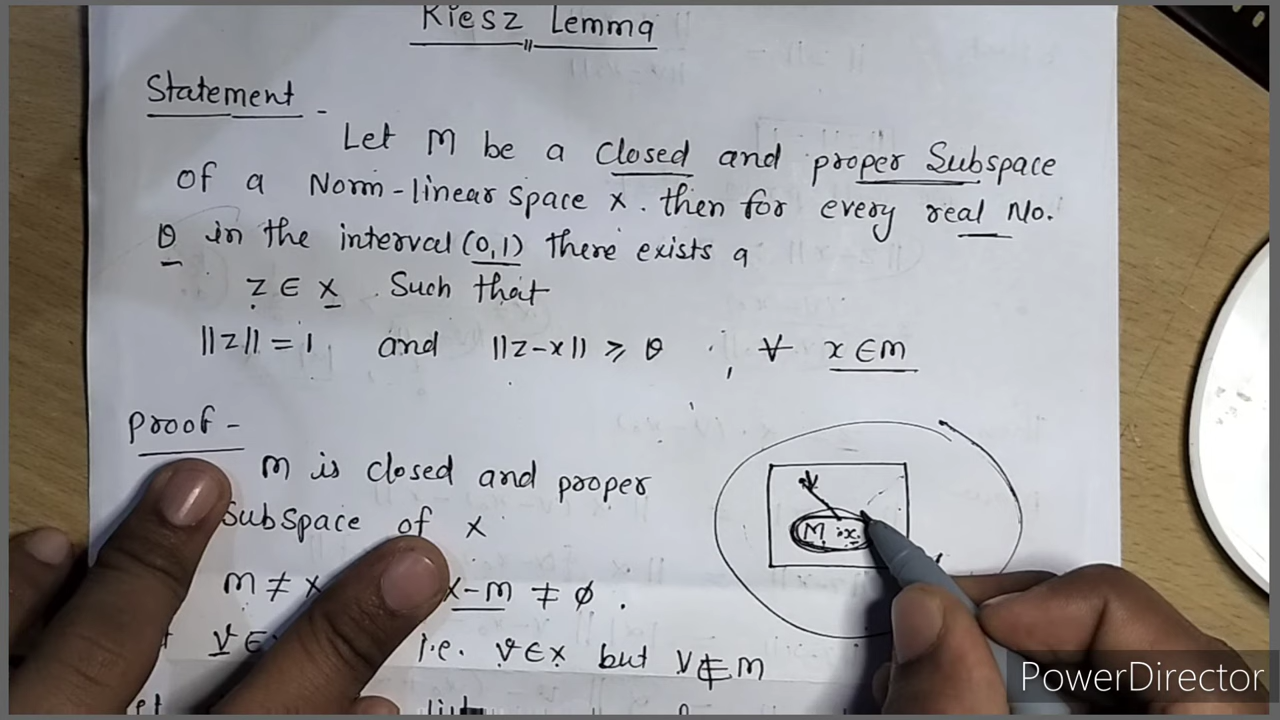 Riesz Lemma
Statement -
Let M be a closed and proper Subspace
of a Norm-linear space X. then for every real No.
θ in the interval (0,1) there exists a
z ∈ X. Such that
||z|| = 1 and ||z-x|| ⩾ θ ; ∀ x ∈ M
Proof -
M is closed and proper
Subspace of X
M ≠ X X-M ≠ ϕ .
V ∈ i.e. V ∈ X but V ∉ M
M x
PowerDirector